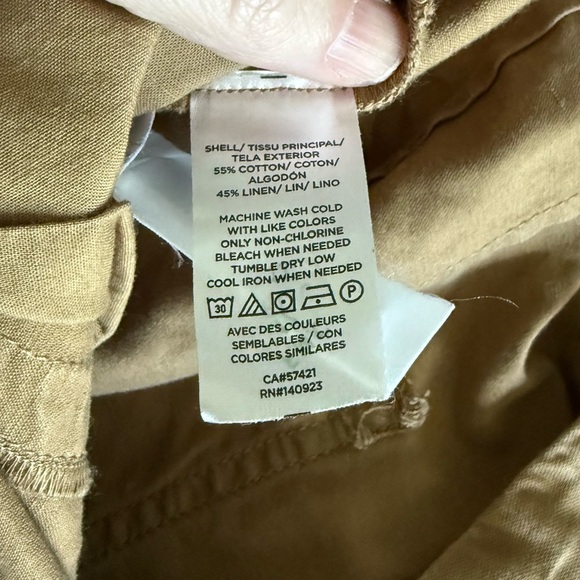 SHELL/ TISSU PRINCIPAL/
TELA EXTERIOR
55% COTTON/ COTON/
ALGODÓN
45% LINEN/ LIN/ LINO
MACHINE WASH COLD
WITH LIKE COLORS
ONLY NON-CHLORINE
BLEACH WHEN NEEDED
TUMBLE DRY LOW
COOL IRON WHEN NEEDED
30 P
AVEC DES COULEURS
SEMBLABLES / CON
COLORES SIMILARES
CA#57421
RN#140923